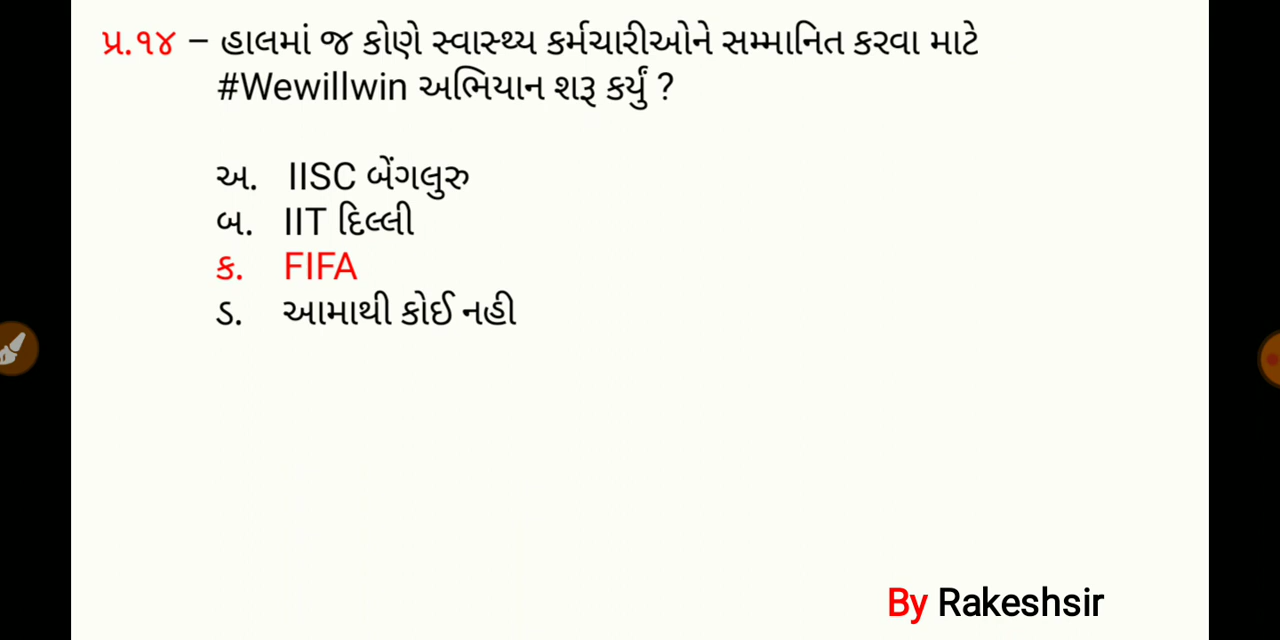 પ્ર.૧૪ – હાલમાં જ કોણે સ્વાસ્થ્ય કર્મચારીઓને સમ્માનિત કરવા માટે
#Wewillwin અભિયાન શરૂ કર્યું ?
અ. IISC બેંગલુરુ
બ. IIT દિલ્લી
ક. FIFA
ડ. આમાથી કોઈ નહી
By Rakeshsir